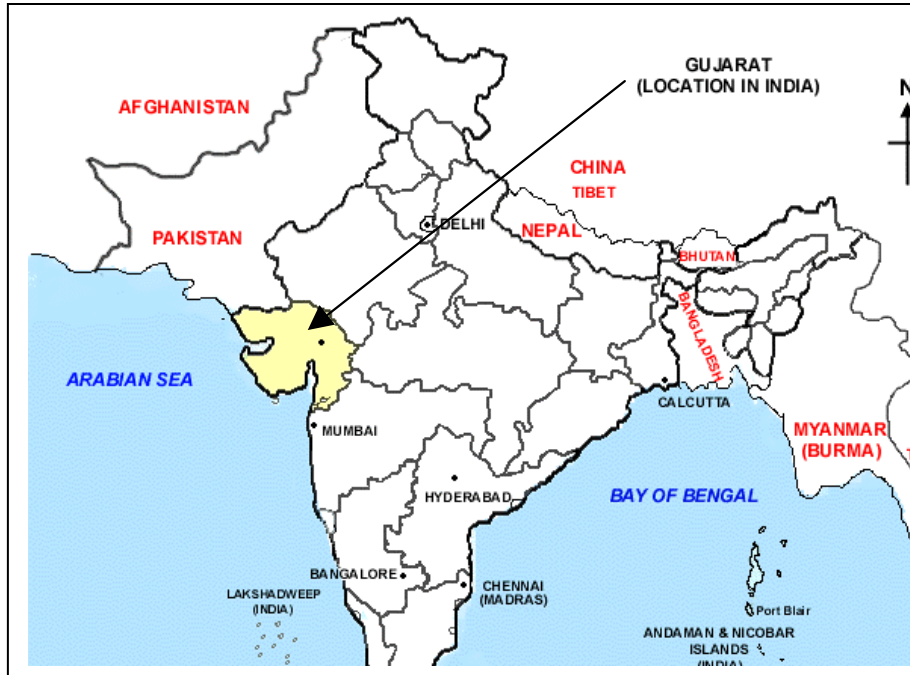 GUJARAT
(LOCATION IN INDIA)
N
AFGHANISTAN
CHINA
TIBET
PAKISTAN
DELHI
NEPAL
BHUTAN
BANGLADESH
ARABIAN SEA
CALCUTTA
MUMBAI
MYANMAR
(BURMA)
HYDERABAD
BAY OF BENGAL
BANGALORE
CHENNAI
(MADRAS)
LAKSHADWEEP
(INDIA)
Port Blair
ANDAMAN & NICOBAR
ISLANDS
(INDIA)